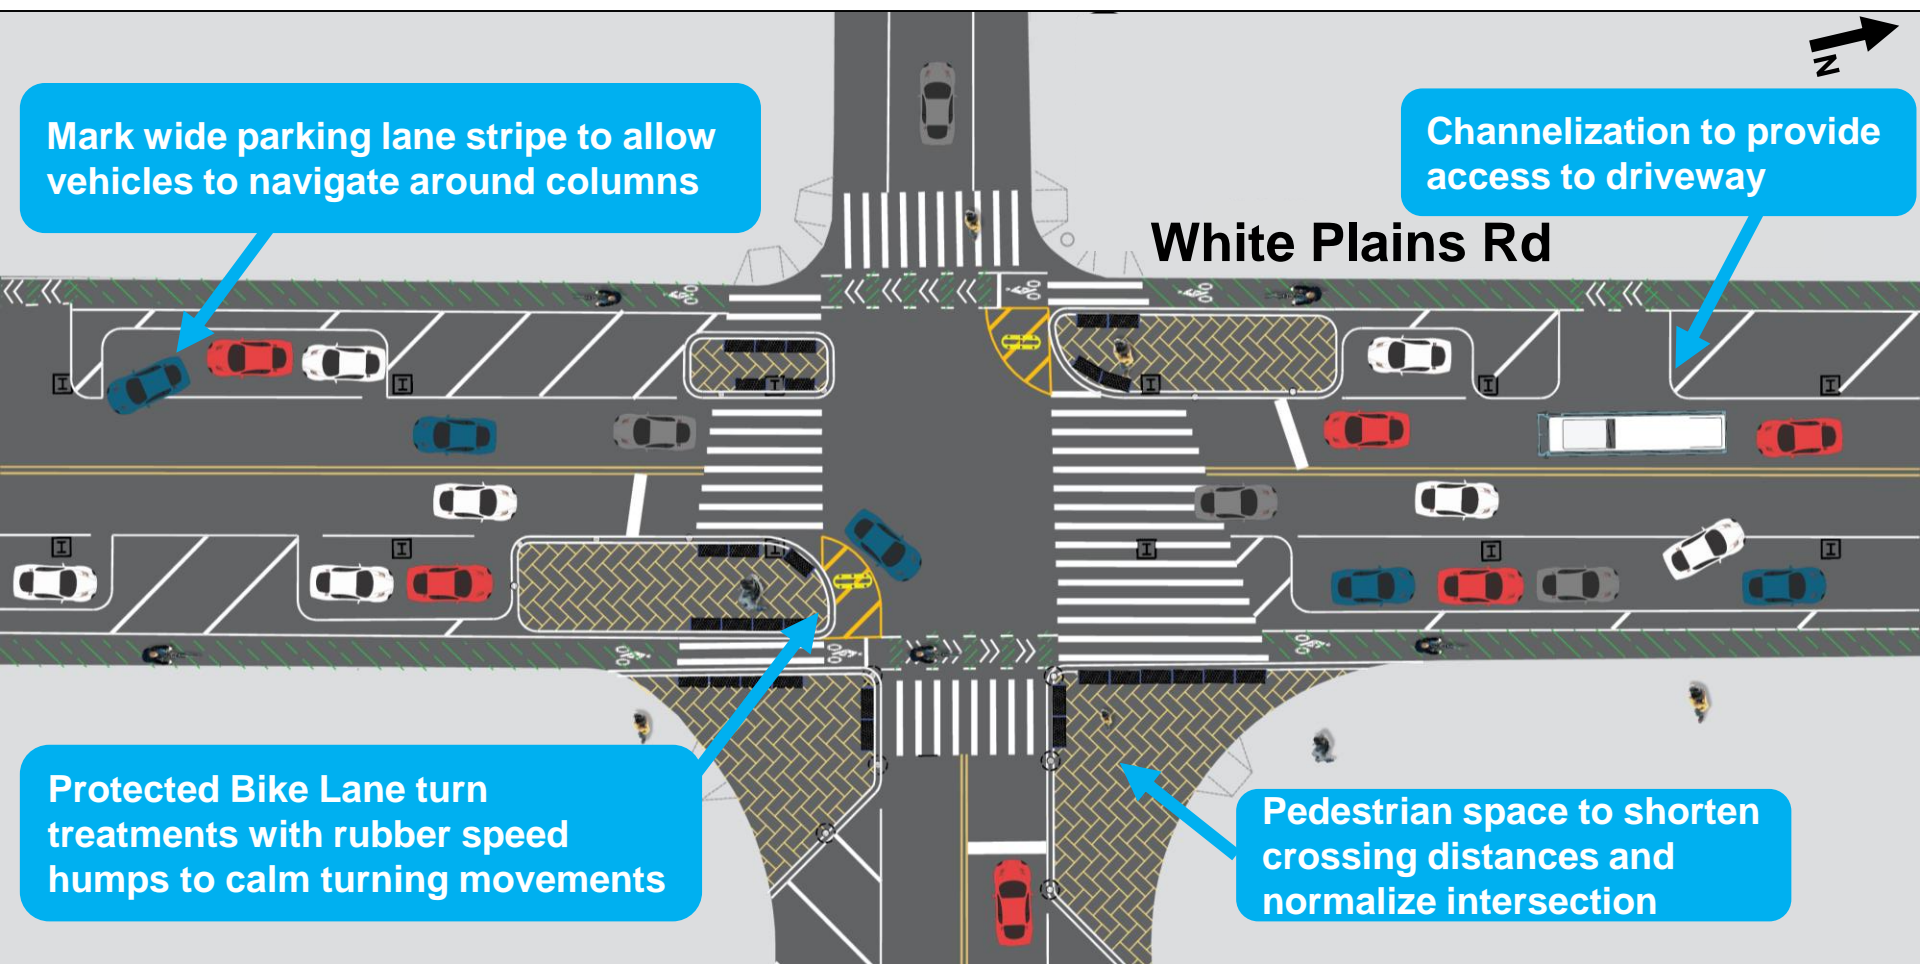 N
Mark wide parking lane stripe to allow
vehicles to navigate around columns
Channelization to provide
access to driveway
White Plains Rd
Protected Bike Lane turn
treatments with rubber speed
humps to calm turning movements
Pedestrian space to shorten
crossing distances and
normalize intersection